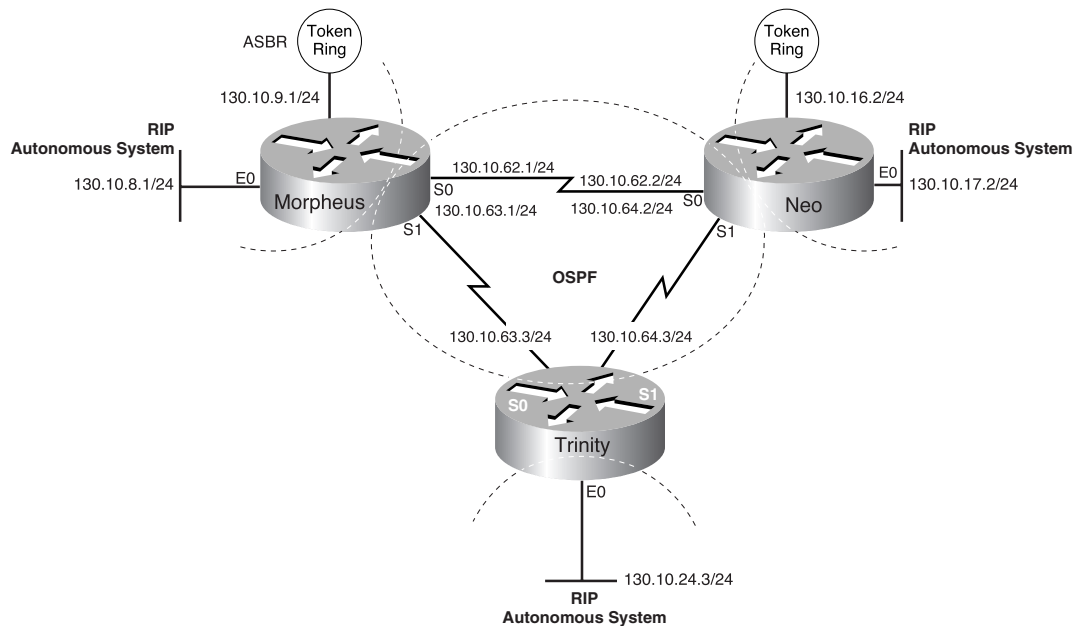 Token
Ring
ASBR
130.10.9.1/24
Token
Ring
130.10.16.2/24
RIP
Autonomous System
130.10.8.1/24
E0
Morpheus
S0
S1
130.10.62.1/24
130.10.62.2/24
130.10.63.1/24
130.10.64.2/24
S0
Neo
S1
E0
RIP
Autonomous System
130.10.17.2/24
OSPF
130.10.63.3/24
130.10.64.3/24
S0
S1
Trinity
E0
130.10.24.3/24
RIP
Autonomous System